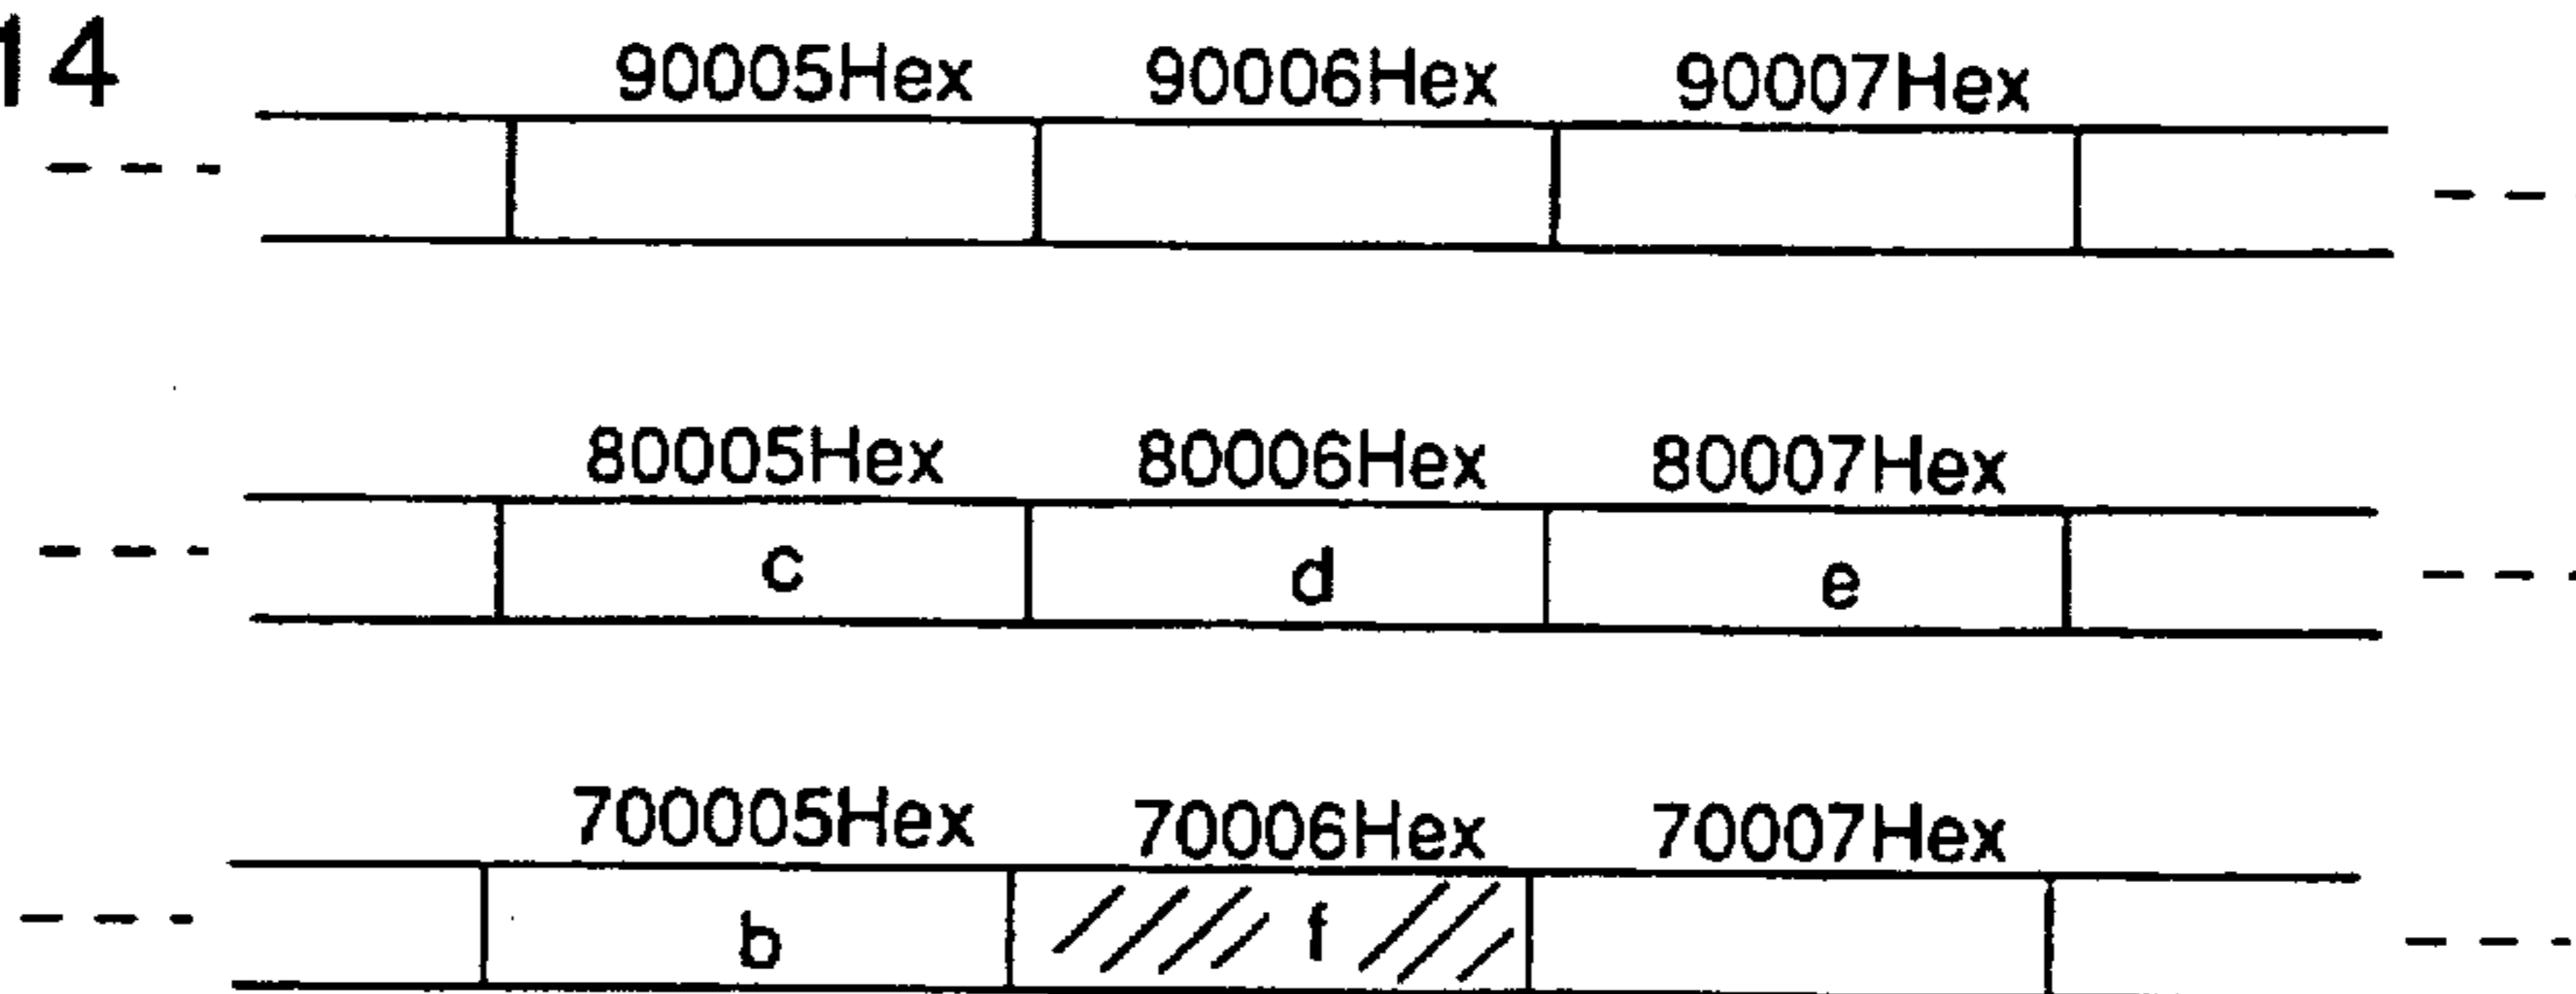 14
90005Hex 90006Hex 90007Hex
80005Hex 80006Hex 80007Hex
c d e
700005Hex 70006Hex 70007Hex
b f